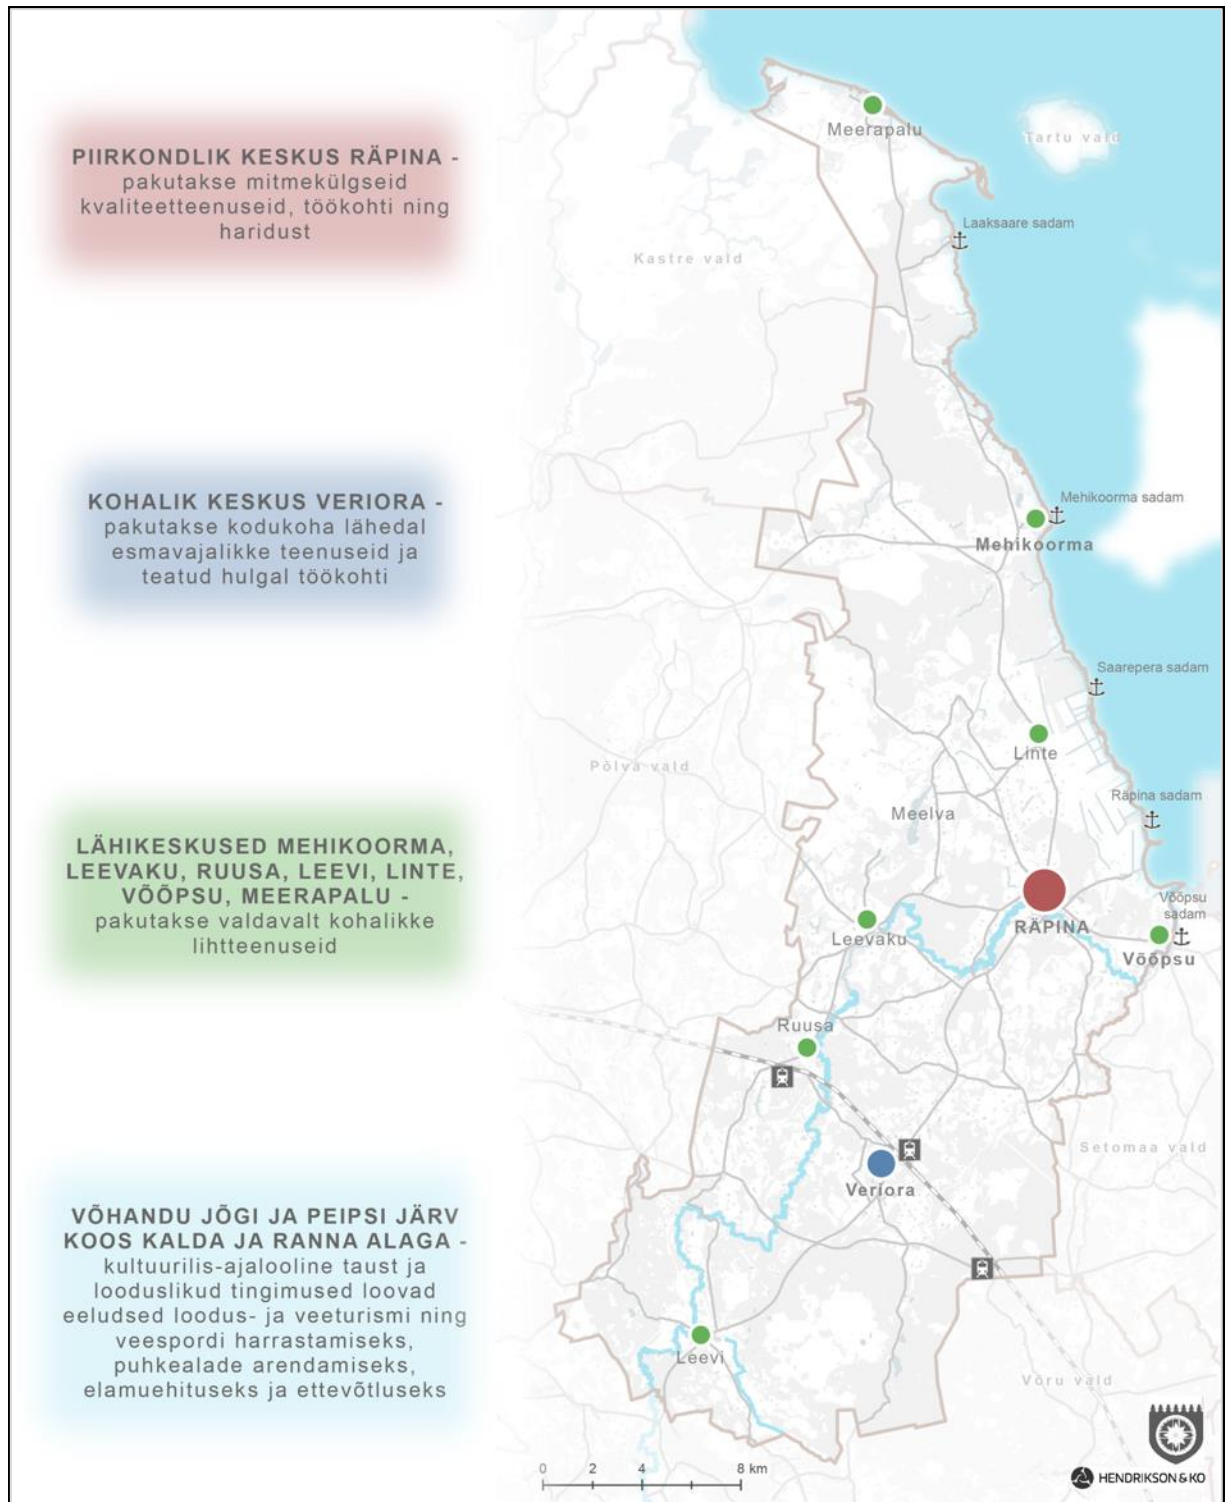 PIIRKONDLIK KESKUS RÄPINA -
pakutakse mitmekülgseid
kvaliteetteenuseid, töökohti ning
haridust
KOHALIK KESKUS VERIORA -
pakutakse kodukoha lähedal
esmavajalikke teenuseid ja
teatud hulgal töökohti
LÄHIKESKUSED MEHIKOORMA,
LEEVAKU, RUUSA, LEEVI, LINTE,
VÕÕPSU, MEERAPALU -
pakutakse valdavalt kohalikke
lihtteenuseid
VÕHANDU JÕGI JA PEIPSI JÄRV
KOOS KALDA JA RANNA ALAGA -
kultuurilis-ajalooline taust ja
looduslikud tingimused loovad
eeludsed loodus- ja veeturismi ning
veespordi harrastamiseks,
puhkealade arendamiseks,
elamuehituseks ja ettevõtluseks
Meerapalu
Tartu vald
Laaksaare sadam
Kastre vald
Mehikoorma sadam
Mehikoorma
Saarepera sadam
Linte
Põlva vald
Räpina sadam
Meelva
Võõpsu
sadam
RÄPINA
Leevaku
Võõpsu
Ruusa
Setomaa vald
Veriora
Leevi
Võru vald
0 2 4 8 km
HENDRIKSON & KO